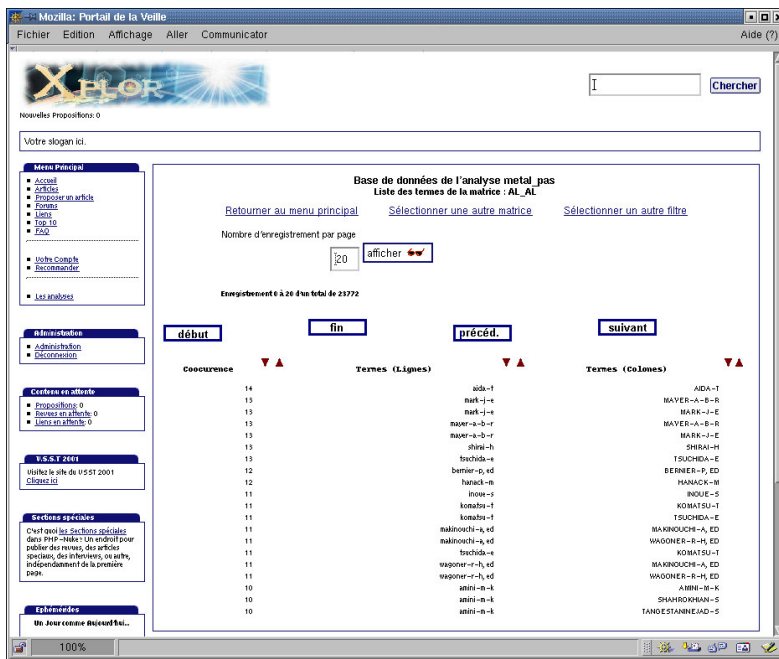 Mozilla: Portail de la Veille
Fichier Edition Affichage Aller Communicator Aide (?)
XPLOR
Chercher
Nouvelles Propositions: 0
Votre slogan ici.
Menu Principal
Accueil
Articles
Proposer un article
Forums
Liens
Top 10
FAQ
Votre Compte
Recommander
Les analyses
Administration
Administration
Déconnexion
Contenu en attente
Propositions: 0
Revues en attente: 0
Liens en attente: 0
V.S.S.T 2001
Visitez le site du VSST 2001
Cliquez ici
Sections spéciales
C'est quoi les Sections spéciales
dans PHP-Nuke? Un endroit pour
publier des revues, des articles
speciaux, des interviews, ou autre,
indépendamment de la première
page.
Ephémérides
Un Jour comme Aujourd'hui...
Base de données de l'analyse metal_pas
Liste des termes de la matrice : AL_AL
Retourner au menu principal Sélectionner une autre matrice Sélectionner un autre filtre
Nombre d'enregistrement par page
20 afficher
Enregistrement 0 à 20 d'un total de 23772
début fin précéd. suivant
Coocurence Termes (Lignes) Termes (Colones)
14 aida-t AIDA-T
13 mark-j-e MAYER-A-B-R
13 mark-j-e MARK-J-E
13 mayer-a-b-r MAYER-A-B-R
13 mayer-a-b-r MARK-J-E
13 shirai-h SHIRAI-H
13 tsuchida-e TSUCHIDA-E
12 bernier-p, ed BERNIER-P, ED
12 hanack-m HANACK-M
11 inoue-s INOUE-S
11 komatsu-t KOMATSU-T
11 komatsu-t TSUCHIDA-E
11 makinouchi-a, ed MAKINOUCHI-A, ED
11 makinouchi-a, ed WAGONER-R-H, ED
11 tsuchida-e KOMATSU-T
11 wagoner-r-h, ed MAKINOUCHI-A, ED
11 wagoner-r-h, ed WAGONER-R-H, ED
10 amini-m-k AMINI-M-K
10 amini-m-k SHAHROKHIAN-S
10 amini-m-k TANGESTANINEJAD-S
100%